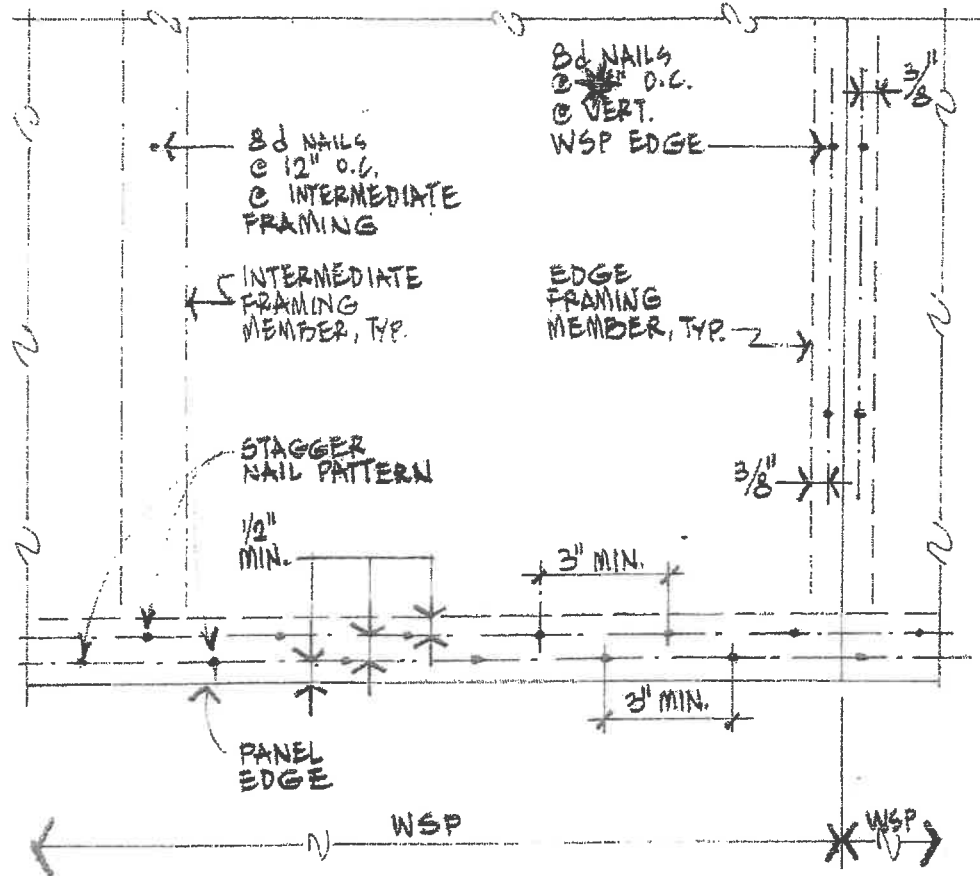 8d NAILS
@ " O.C.
@ VERT.
WSP EDGE
3/8"
8d NAILS
@ 12" O.C.
@ INTERMEDIATE
FRAMING
INTERMEDIATE
FRAMING
MEMBER, TYP.
EDGE
FRAMING
MEMBER, TYP.
STAGGER
NAIL PATTERN
3/8"
1/2"
MIN.
3" MIN.
3" MIN.
PANEL
EDGE
WSP
WSP